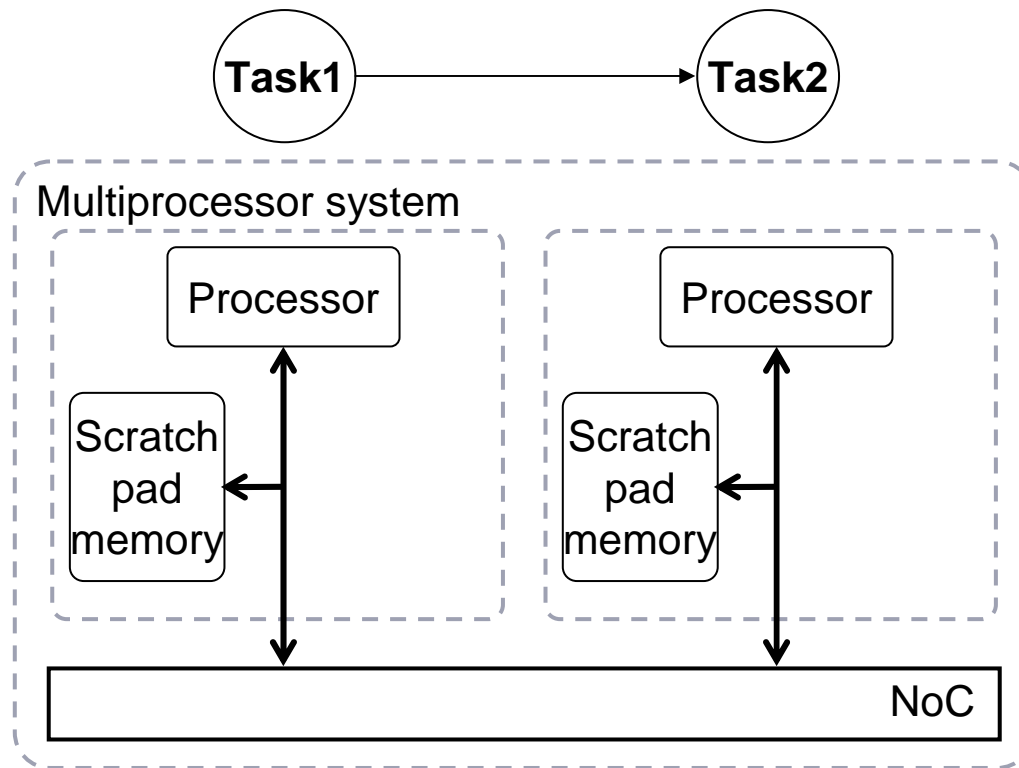 Task1
Task2
Multiprocessor system
Processor
Scratch
pad
memory
Processor
Scratch
pad
memory
NoC